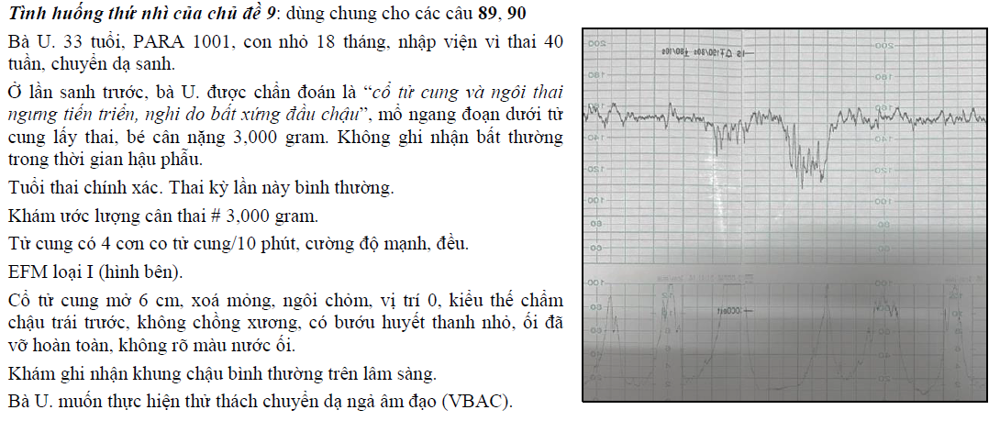 Tình huống thứ nhì của chủ đề 9: dùng chung cho các câu 89, 90
Bà U. 33 tuổi, PARA 1001, con nhỏ 18 tháng, nhập viện vì thai 40
tuần, chuyển dạ sanh.
Ở lần sanh trước, bà U. được chẩn đoán là “cổ tử cung và ngôi thai
ngưng tiến triển, nghi do bất xứng đầu chậu”, mổ ngang đoạn dưới tử
cung lấy thai, bé cân nặng 3,000 gram. Không ghi nhận bất thường
trong thời gian hậu phẫu.
Tuổi thai chính xác. Thai kỳ lần này bình thường.
Khám ước lượng cân thai # 3,000 gram.
Tử cung có 4 cơn co tử cung/10 phút, cường độ mạnh, đều.
EFM loại I (hình bên).
Cổ tử cung mở 6 cm, xoá mỏng, ngôi chỏm, vị trí 0, kiểu thế chẩm
chậu trái trước, không chồng xương, có bướu huyết thanh nhỏ, ối đã
vỡ hoàn toàn, không rõ màu nước ối.
Khám ghi nhận khung chậu bình thường trên lâm sàng.
Bà U. muốn thực hiện thử thách chuyển dạ ngả âm đạo (VBAC).
200 200
180 180
160 160
140 140
120 120
100 100
80 80
60 60
100 100
80 80
60 60
40 40
20 20